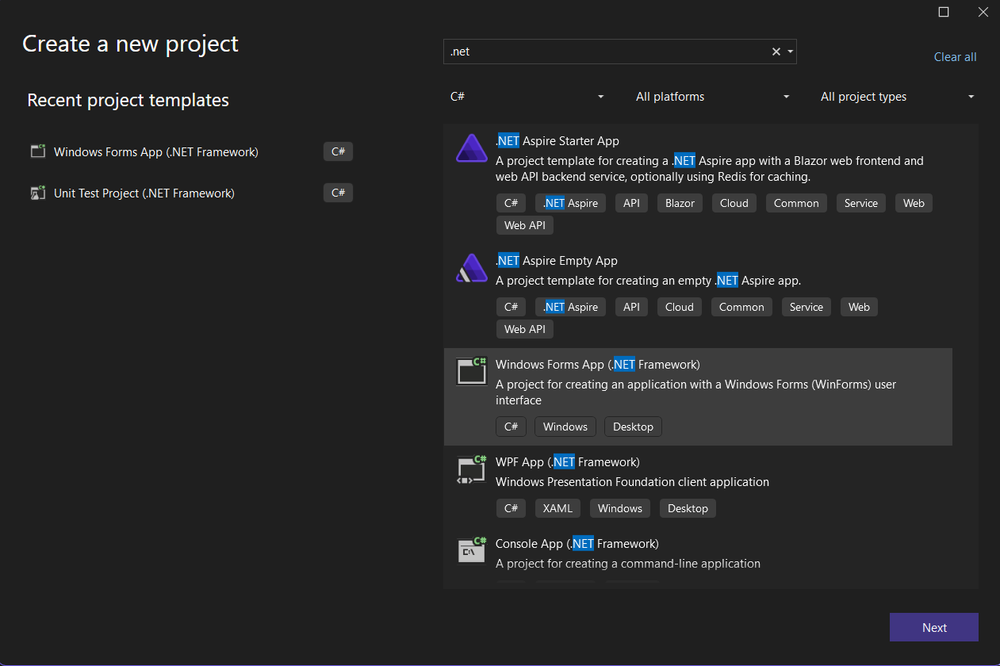 Create a new project
.net
Clear all
Recent project templates
C#
All platforms
All project types
Windows Forms App (.NET Framework)
C#
Unit Test Project (.NET Framework)
C#
.NET Aspire Starter App
A project template for creating a .NET Aspire app with a Blazor web frontend and
web API backend service, optionally using Redis for caching.
C# .NET Aspire API Blazor Cloud Common Service Web
Web API
.NET Aspire Empty App
A project template for creating an empty .NET Aspire app.
C# .NET Aspire API Cloud Common Service Web
Web API
C#
Windows Forms App (.NET Framework)
A project for creating an application with a Windows Forms (WinForms) user
interface
C# Windows Desktop
C#
WPF App (.NET Framework)
Windows Presentation Foundation client application
C# XAML Windows Desktop
C#
C:\
Console App (.NET Framework)
A project for creating a command-line application
Next